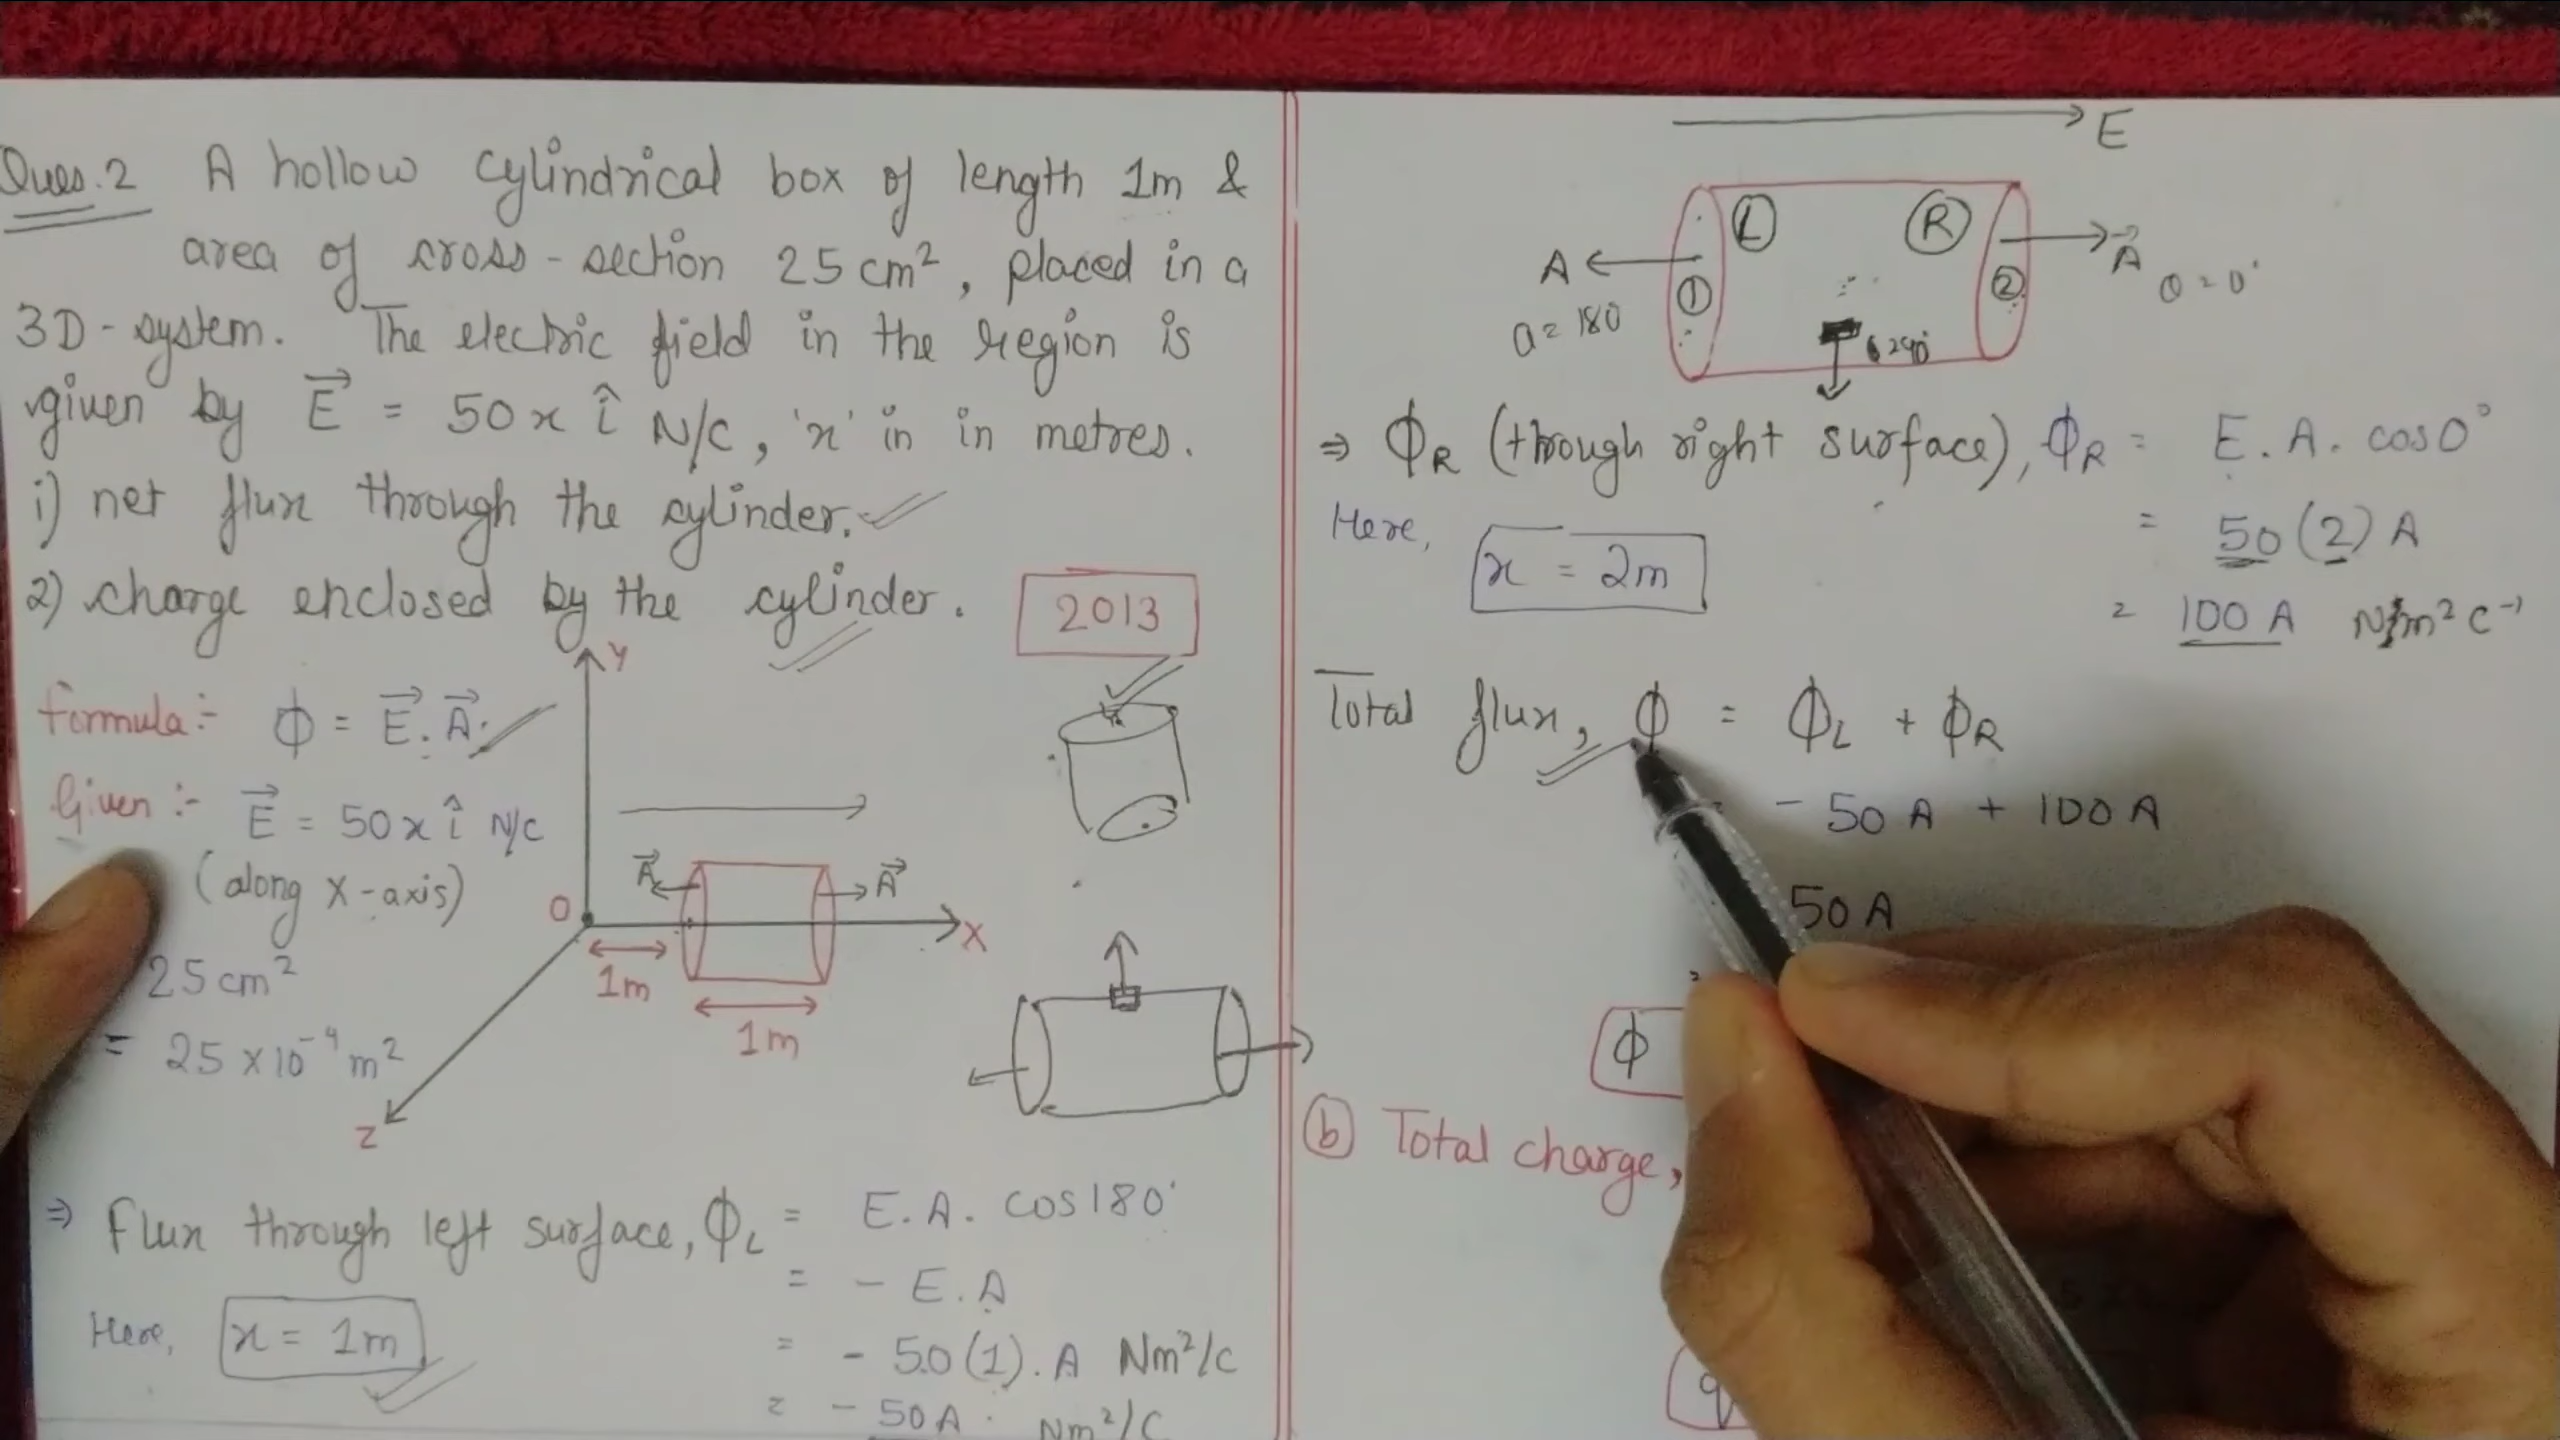 Ques.2 A hollow cylindrical box of length 1m &
area of cross-section 25 cm², placed in a
3D-system. The electric field in the region is
given by E⃗ = 50x î N/C, 'x' in in metres.
i) net flux through the cylinder.
2) charge enclosed by the cylinder.
2013
Formula:- ϕ = E⃗.A⃗.
Given:- E⃗ = 50x î N/C
(along X-axis)
25 cm²
= 25 x 10⁻⁴ m²
Y
A⃗ A⃗
O X
1m
1m
Z
⇒ Flux through left surface, ϕL = E.A. cos180°
= - E.A
Here, x = 1m
= - 50(1).A Nm²/C
= - 50A. Nm²/C
E
L R
A A⃗
1 2
θ = 180 θ = 0°
θ=90°
⇒ ϕR (though right surface), ϕR = E.A. cos0°
Here, x = 2m
= 50(2) A
= 100 A Nm²C⁻¹
Total flux, ϕ = ϕL + ϕR
- 50 A + 100 A
50 A
ϕ
(b) Total charge,
q